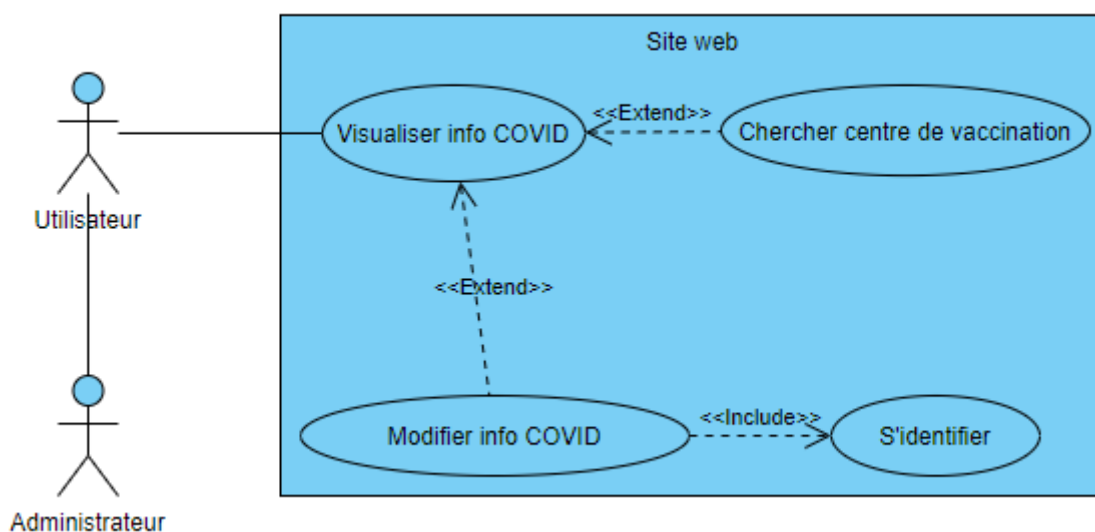 Site web
Visualiser info COVID
<<Extend>>
Chercher centre de vaccination
Utilisateur
<<Extend>>
Modifier info COVID
<<Include>>
S'identifier
Administrateur